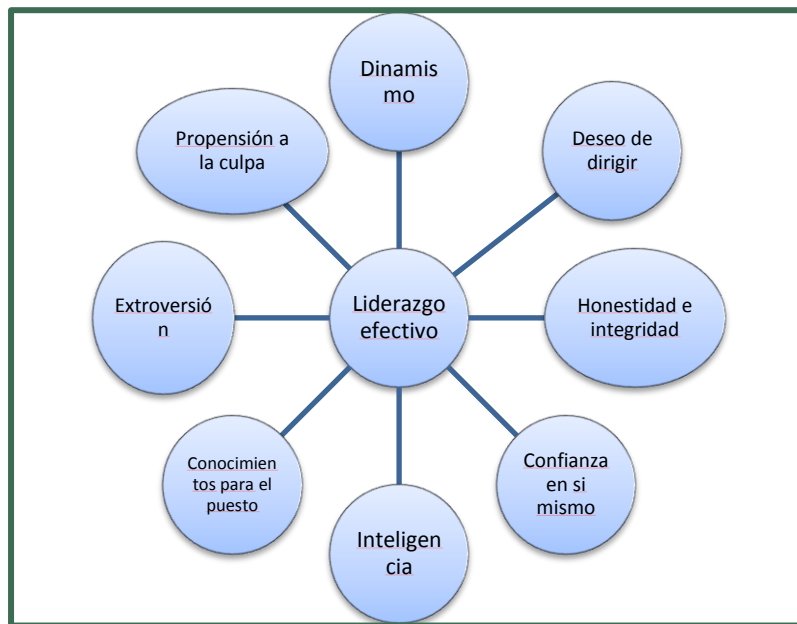 Dinamis
mo
Deseo de
dirigir
Honestidad e
integridad
Confianza
en si
mismo
Inteligen
cia
Conocimien
tos para el
puesto
Extroversió
n
Propensión a
la culpa
Liderazgo
efectivo